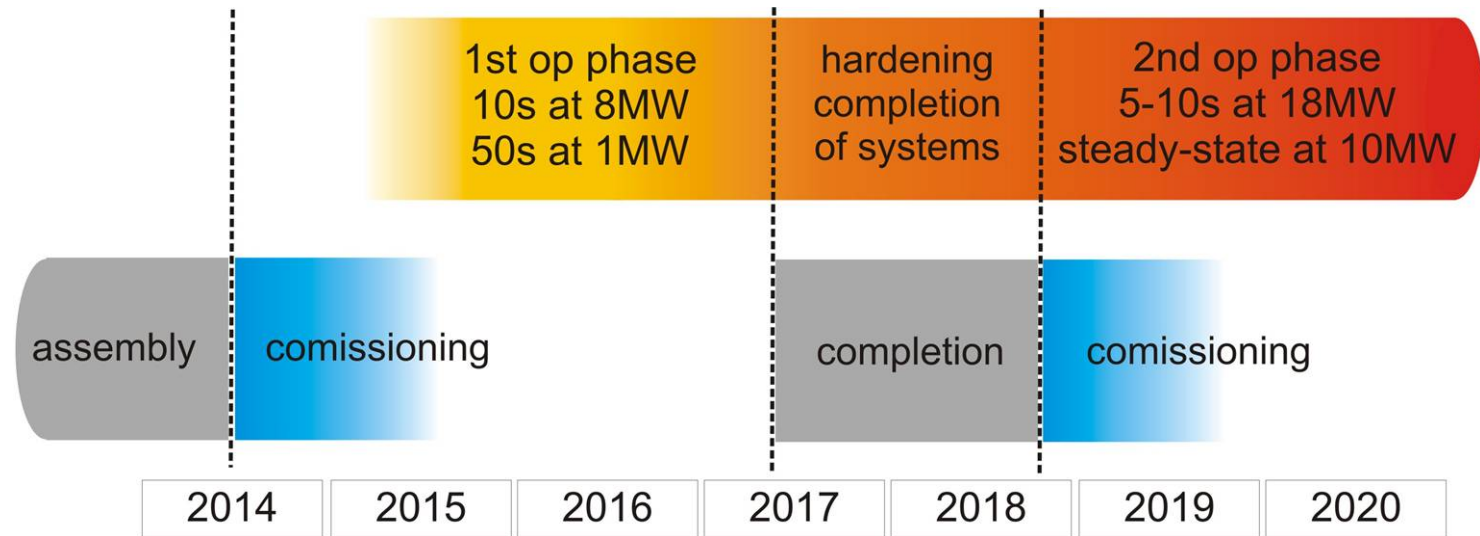 1st op phase
10s at 8MW
50s at 1MW
hardening
completion
of systems
2nd op phase
5-10s at 18MW
steady-state at 10MW
assembly
comissioning
completion
comissioning
2014
2015
2016
2017
2018
2019
2020